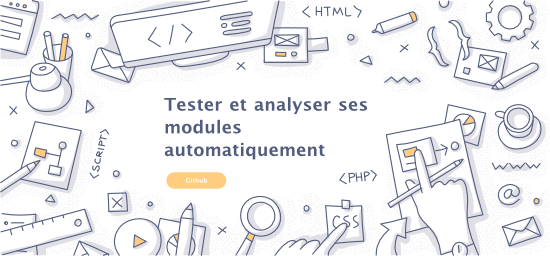 <HTML>
</>
Tester et analyser ses
modules
automatiquement
<SCRIPT>
Github
<PHP>
CSS
@